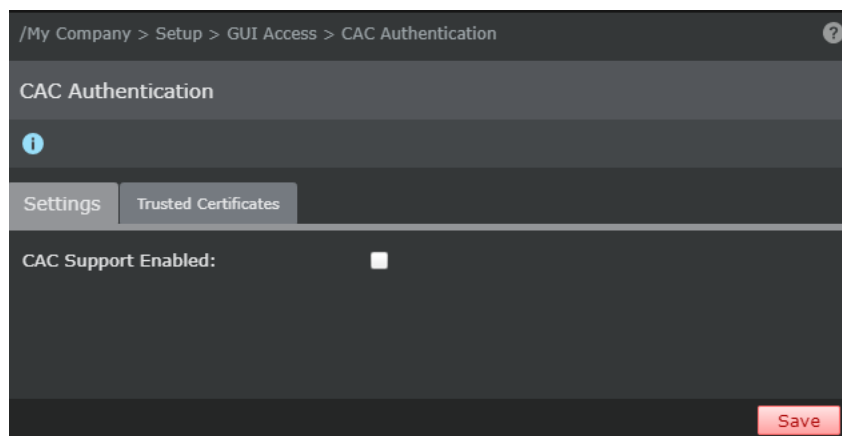 /My Company > Setup > GUI Access > CAC Authentication
CAC Authentication
Settings
Trusted Certificates
CAC Support Enabled:
Save